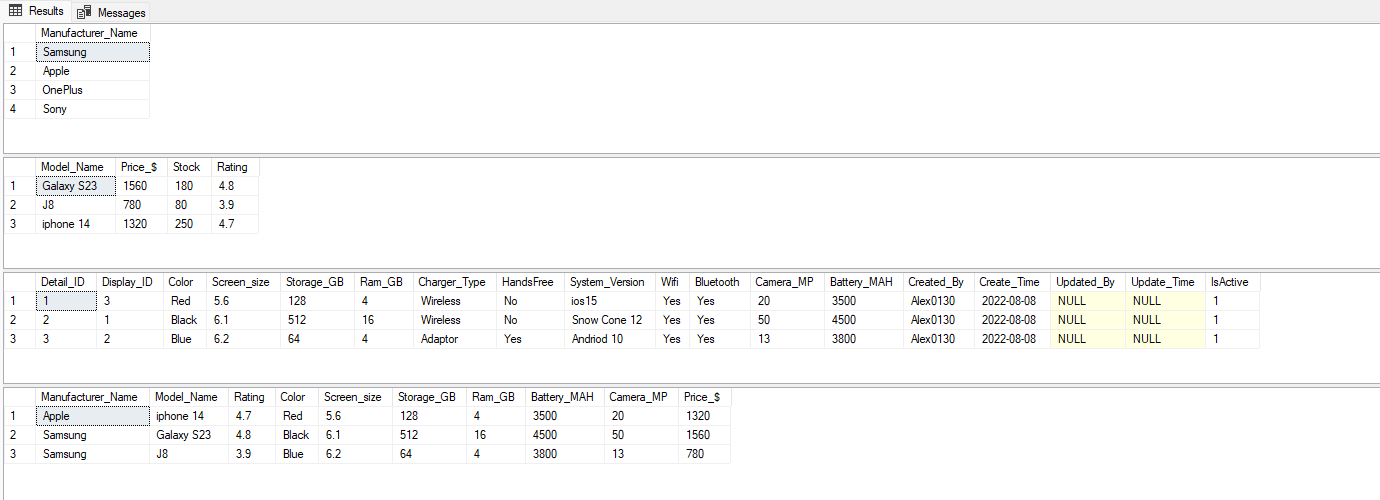 Results Messages
Manufacturer_Name
1 Samsung
2 Apple
3 OnePlus
4 Sony
Model_Name Price_$ Stock Rating
1 Galaxy S23 1560 180 4.8
2 J8 780 80 3.9
3 iphone 14 1320 250 4.7
Detail_ID Display_ID Color Screen_size Storage_GB Ram_GB Charger_Type HandsFree System_Version Wifi Bluetooth Camera_MP Battery_MAH Created_By Create_Time Updated_By Update_Time IsActive
1 1 3 Red 5.6 128 4 Wireless No ios15 Yes Yes 20 3500 Alex0130 2022-08-08 NULL NULL 1
2 2 1 Black 6.1 512 16 Wireless No Snow Cone 12 Yes Yes 50 4500 Alex0130 2022-08-08 NULL NULL 1
3 3 2 Blue 6.2 64 4 Adaptor Yes Andriod 10 Yes Yes 13 3800 Alex0130 2022-08-08 NULL NULL 1
Manufacturer_Name Model_Name Rating Color Screen_size Storage_GB Ram_GB Battery_MAH Camera_MP Price_$
1 Apple iphone 14 4.7 Red 5.6 128 4 3500 20 1320
2 Samsung Galaxy S23 4.8 Black 6.1 512 16 4500 50 1560
3 Samsung J8 3.9 Blue 6.2 64 4 3800 13 780